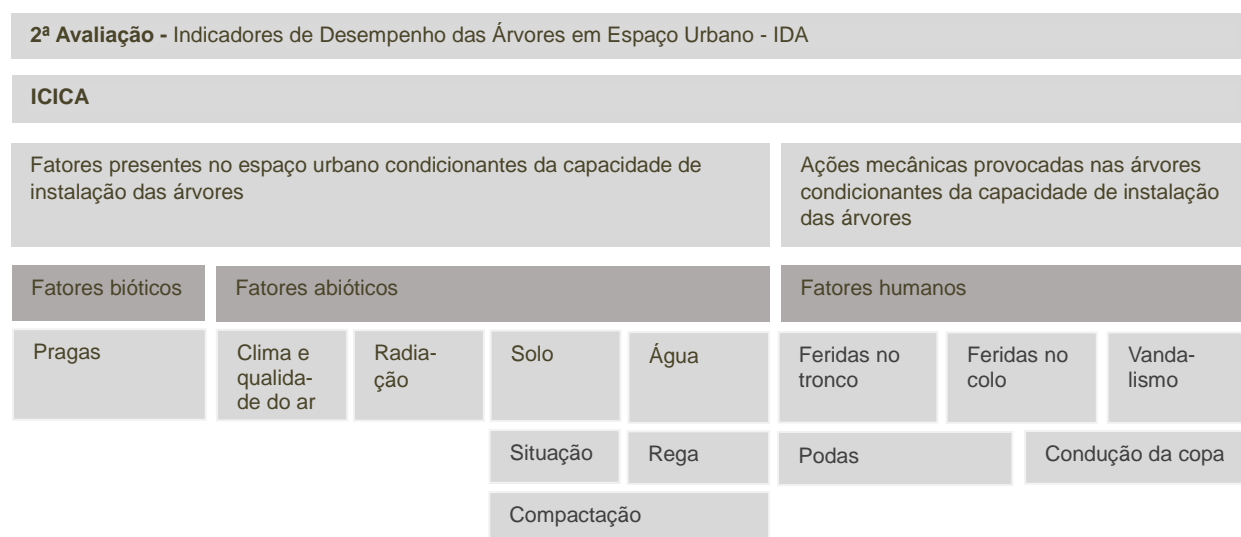 2ª Avaliação - Indicadores de Desempenho das Árvores em Espaço Urbano - IDA
ICICA
Fatores presentes no espaço urbano condicionantes da capacidade de
instalação das árvores
Ações mecânicas provocadas nas árvores
condicionantes da capacidade de instalação
das árvores
Fatores bióticos
Fatores abióticos
Fatores humanos
Pragas
Clima e
qualida-
de do ar
Radia-
ção
Solo
Água
Feridas no
tronco
Feridas no
colo
Vanda-
lismo
Situação
Rega
Podas
Condução da copa
Compactação